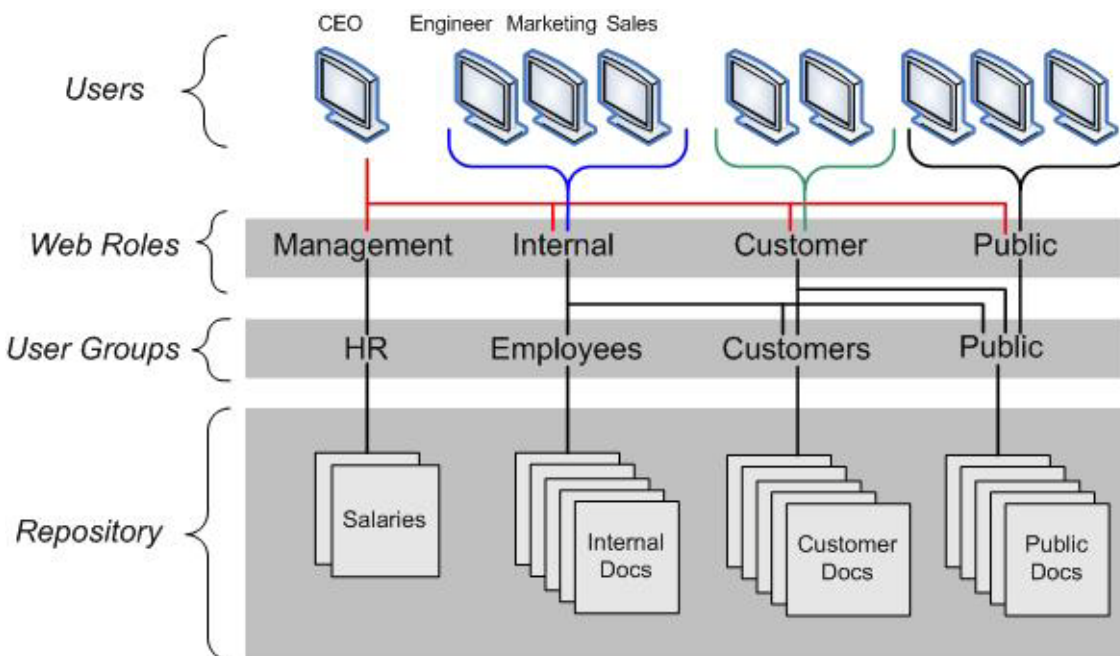 CEO Engineer Marketing Sales
Users
Web Roles Management Internal Customer Public
User Groups HR Employees Customers Public
Repository
Salaries
Internal
Docs
Customer
Docs
Public
Docs